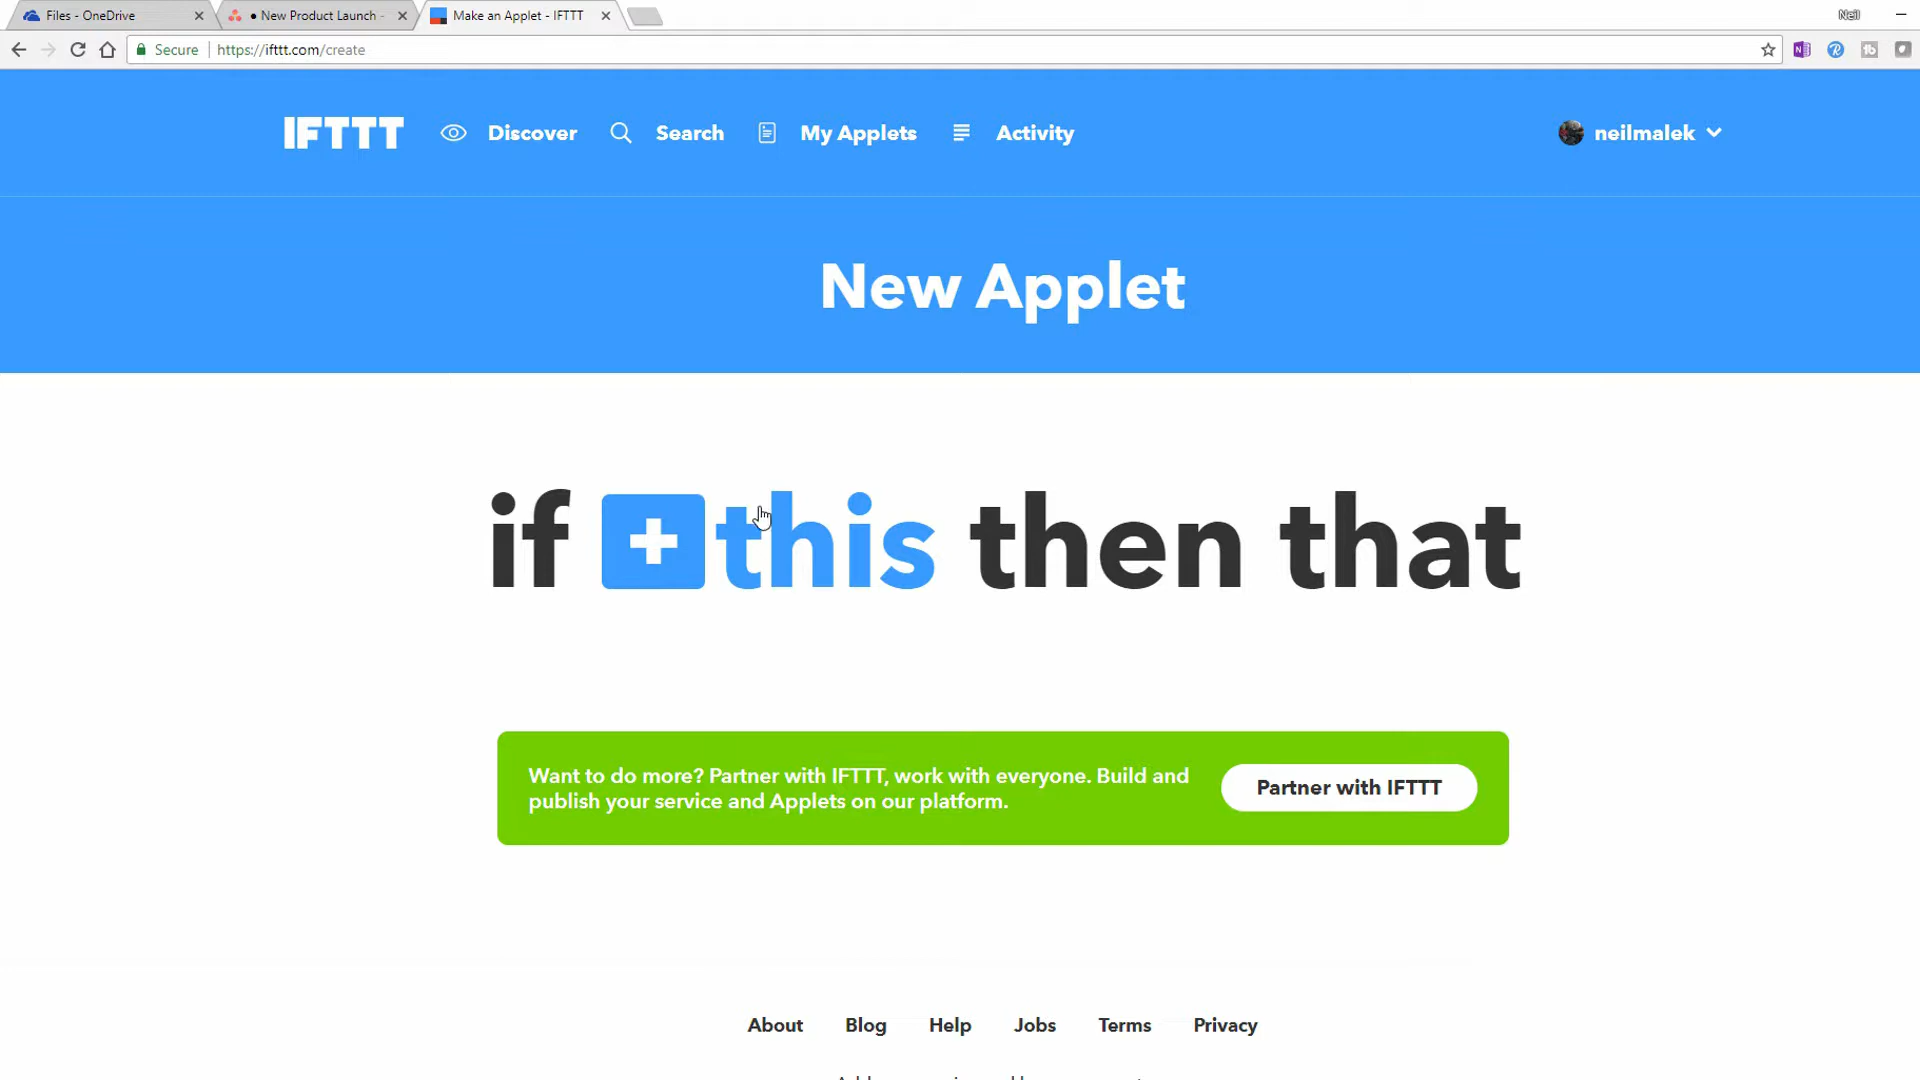 Files - OneDrive
• New Product Launch -
Make an Applet - IFTTT
Neil
Secure
https://ifttt.com/create
IFTTT
Discover
Search
My Applets
Activity
neilmalek
New Applet
if + this then that
Want to do more? Partner with IFTTT, work with everyone. Build and
publish your service and Applets on our platform.
Partner with IFTTT
About
Blog
Help
Jobs
Terms
Privacy